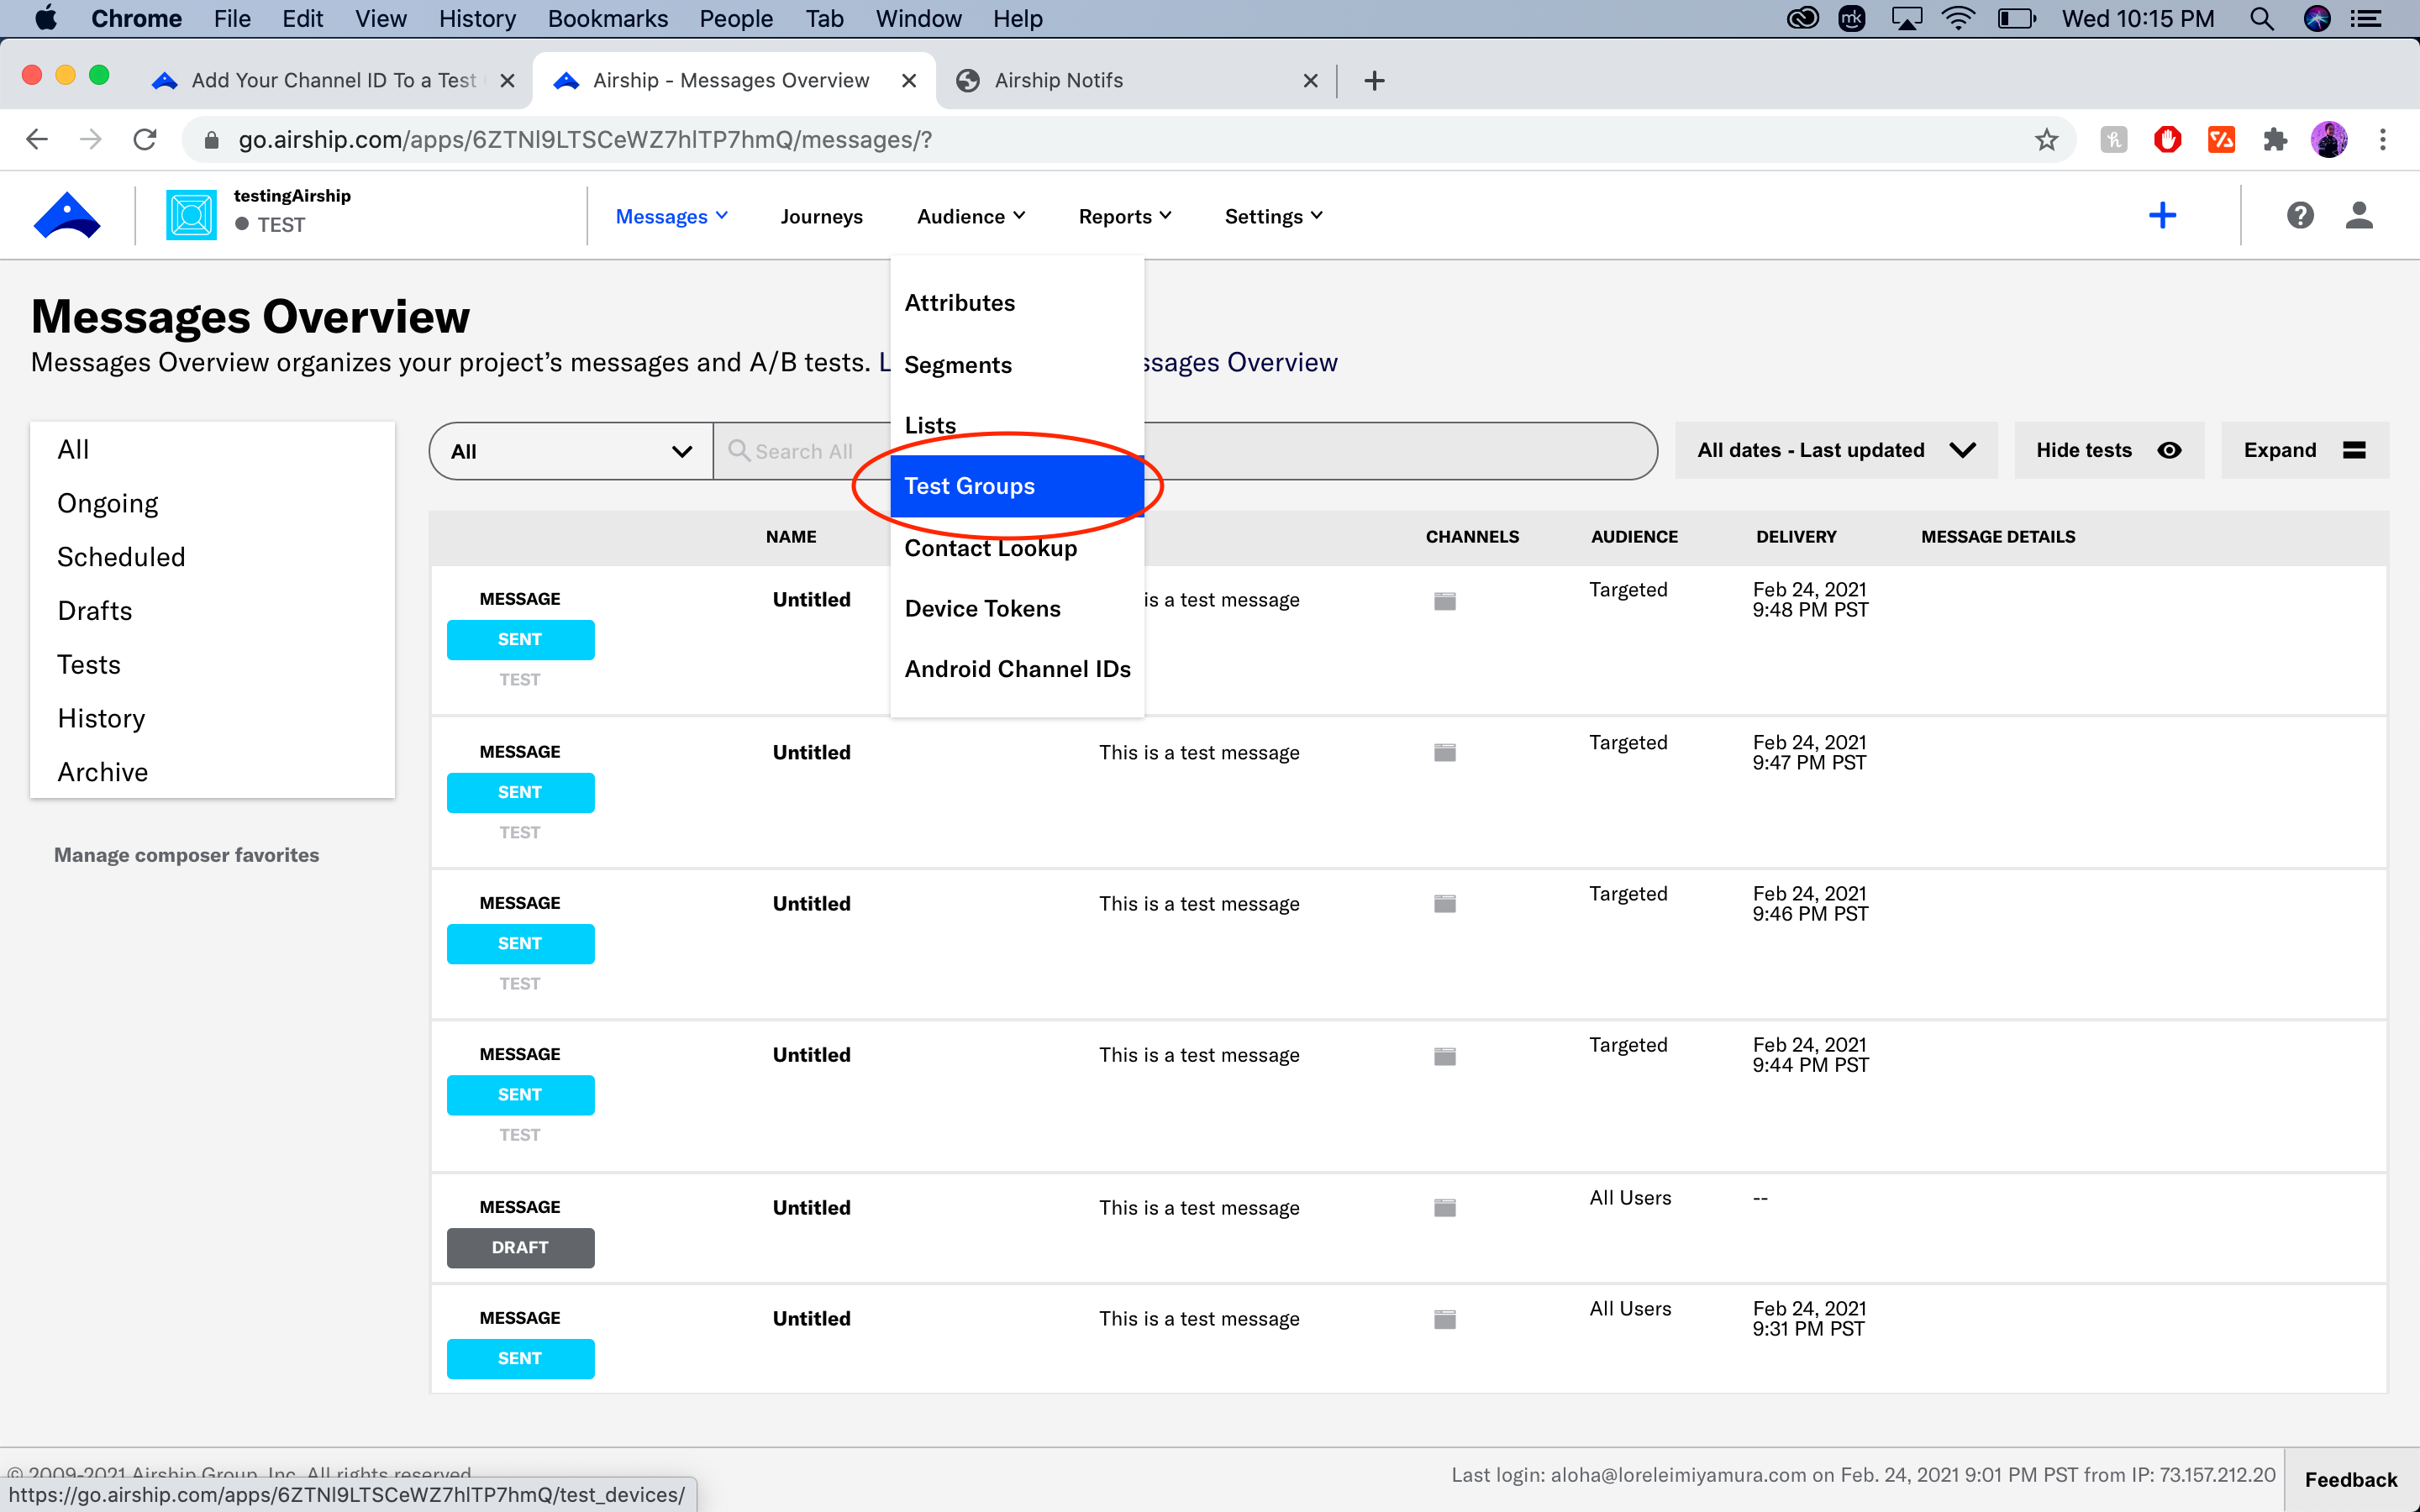 Chrome File Edit View History Bookmarks People Tab Window Help mk Wed 10:15 PM
Add Your Channel ID To a Test
Airship - Messages Overview
Airship Notifs
go.airship.com/apps/6ZTNl9LTSCeWZ7hlTP7hmQ/messages/?
testingAirship
TEST
Messages Journeys Audience Reports Settings
Attributes
Segments
Lists
Test Groups
Contact Lookup
Device Tokens
Android Channel IDs
Messages Overview
Messages Overview organizes your project's messages and A/B tests. L ssages Overview
All
Ongoing
Scheduled
Drafts
Tests
History
Archive
Manage composer favorites
All Search All All dates - Last updated Hide tests Expand
NAME CHANNELS AUDIENCE DELIVERY MESSAGE DETAILS
MESSAGE Untitled is a test message Targeted Feb 24, 2021
9:48 PM PST
SENT
TEST
MESSAGE Untitled This is a test message Targeted Feb 24, 2021
9:47 PM PST
SENT
TEST
MESSAGE Untitled This is a test message Targeted Feb 24, 2021
9:46 PM PST
SENT
TEST
MESSAGE Untitled This is a test message Targeted Feb 24, 2021
9:44 PM PST
SENT
TEST
MESSAGE Untitled This is a test message All Users --
DRAFT
MESSAGE Untitled This is a test message All Users Feb 24, 2021
9:31 PM PST
SENT
© 2009-2021 Airship Group, Inc. All rights reserved
https://go.airship.com/apps/6ZTNl9LTSCeWZ7hlTP7hmQ/test_devices/
Last login: aloha@loreleimiyamura.com on Feb. 24, 2021 9:01 PM PST from IP: 73.157.212.20
Feedback